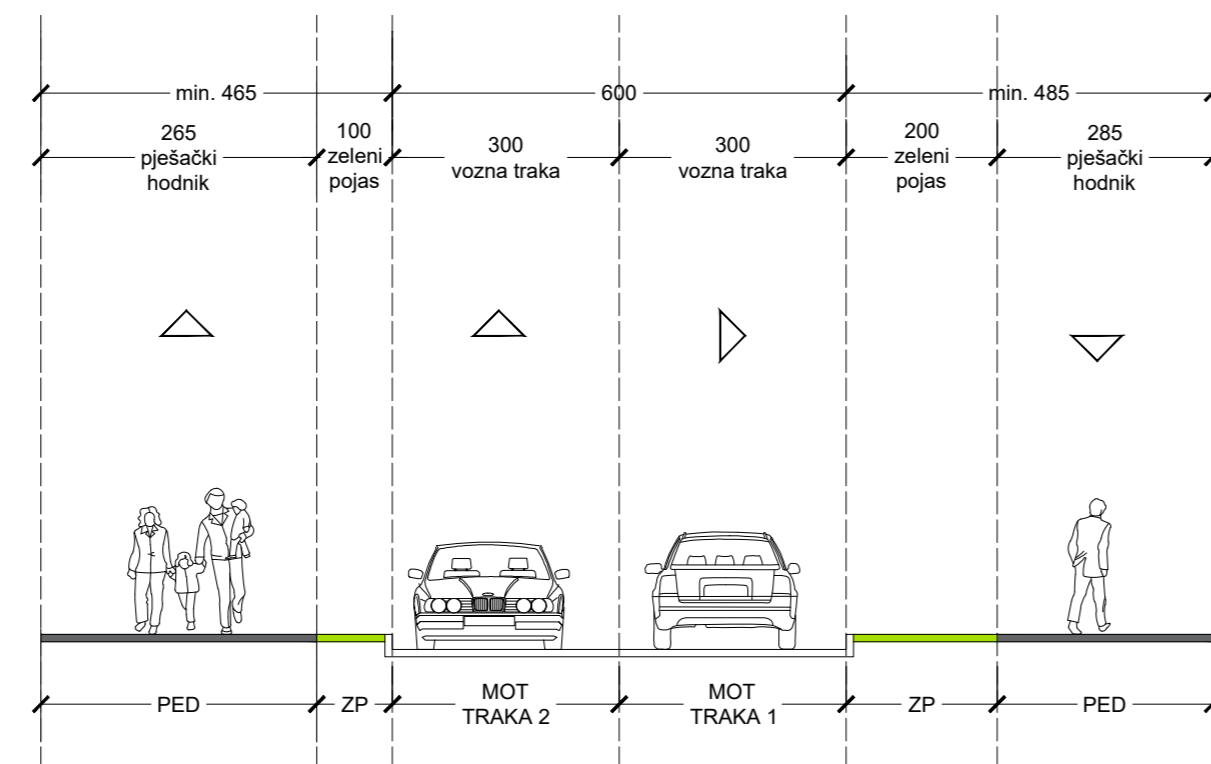 min. 465
600
min. 485
265
pješački
hodnik
100
zeleni
pojas
300
vozna traka
300
vozna traka
200
zeleni
pojas
285
pješački
hodnik
PED
ZP
MOT
TRAKA 2
MOT
TRAKA 1
ZP
PED